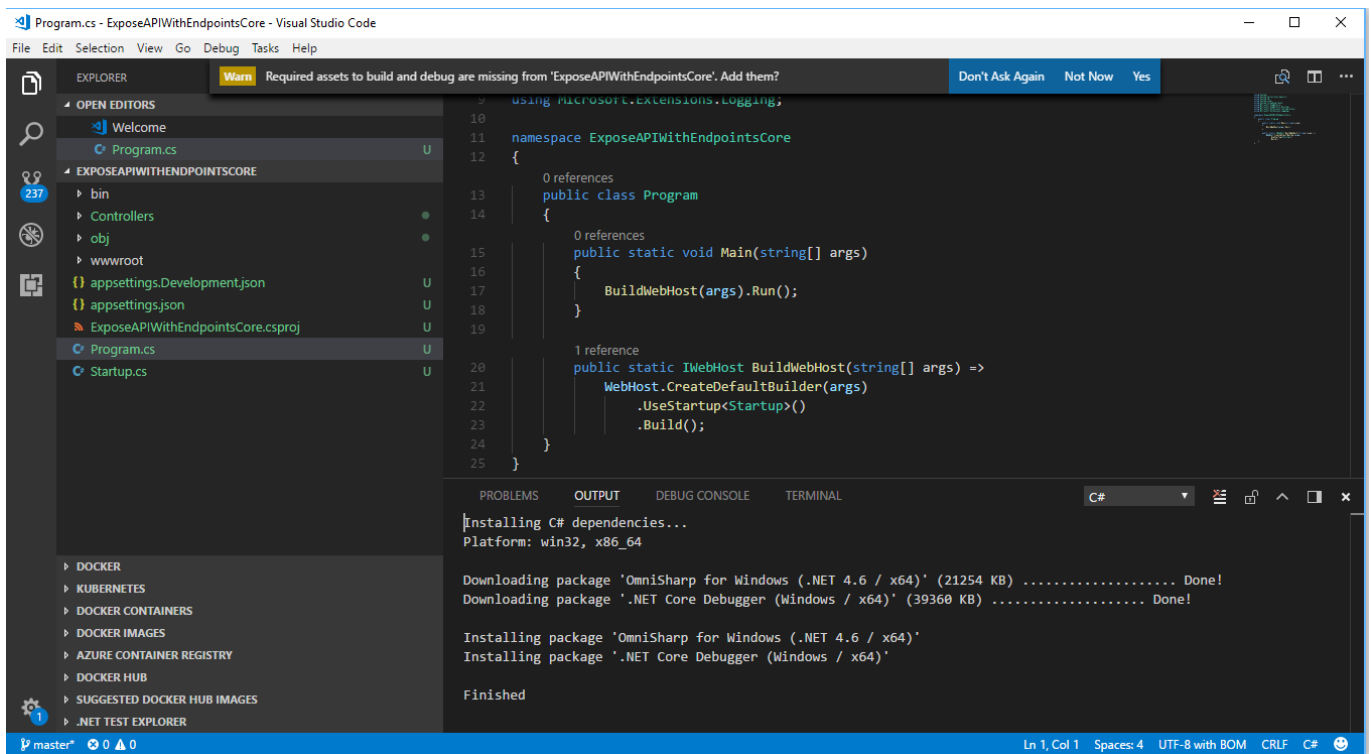 Program.cs - ExposeAPIWithEndpointsCore - Visual Studio Code
File Edit Selection View Go Debug Tasks Help
EXPLORER
Warn Required assets to build and debug are missing from 'ExposeAPIWithEndpointsCore'. Add them? Don't Ask Again Not Now Yes
OPEN EDITORS
Welcome
Program.cs U
EXPOSEAPIWITHENDPOINTSCORE
237
bin
Controllers
obj
wwwroot
{} appsettings.Development.json U
{} appsettings.json U
ExposeAPIWithEndpointsCore.csproj U
C# Program.cs U
C# Startup.cs U
DOCKER
KUBERNETES
DOCKER CONTAINERS
DOCKER IMAGES
AZURE CONTAINER REGISTRY
DOCKER HUB
SUGGESTED DOCKER HUB IMAGES
.NET TEST EXPLORER
1
9 using Microsoft.Extensions.Logging;
10
11 namespace ExposeAPIWithEndpointsCore
12 {
0 references
13 public class Program
14 {
0 references
15 public static void Main(string[] args)
16 {
17 BuildWebHost(args).Run();
18 }
19
1 reference
20 public static IWebHost BuildWebHost(string[] args) =>
21 WebHost.CreateDefaultBuilder(args)
22 .UseStartup<Startup>()
23 .Build();
24 }
25 }
PROBLEMS OUTPUT DEBUG CONSOLE TERMINAL C#
Installing C# dependencies...
Platform: win32, x86_64
Downloading package 'OmniSharp for Windows (.NET 4.6 / x64)' (21254 KB) .................... Done!
Downloading package '.NET Core Debugger (Windows / x64)' (39360 KB) .................... Done!
Installing package 'OmniSharp for Windows (.NET 4.6 / x64)'
Installing package '.NET Core Debugger (Windows / x64)'
Finished
master* 0 0 Ln 1, Col 1 Spaces: 4 UTF-8 with BOM CRLF C#